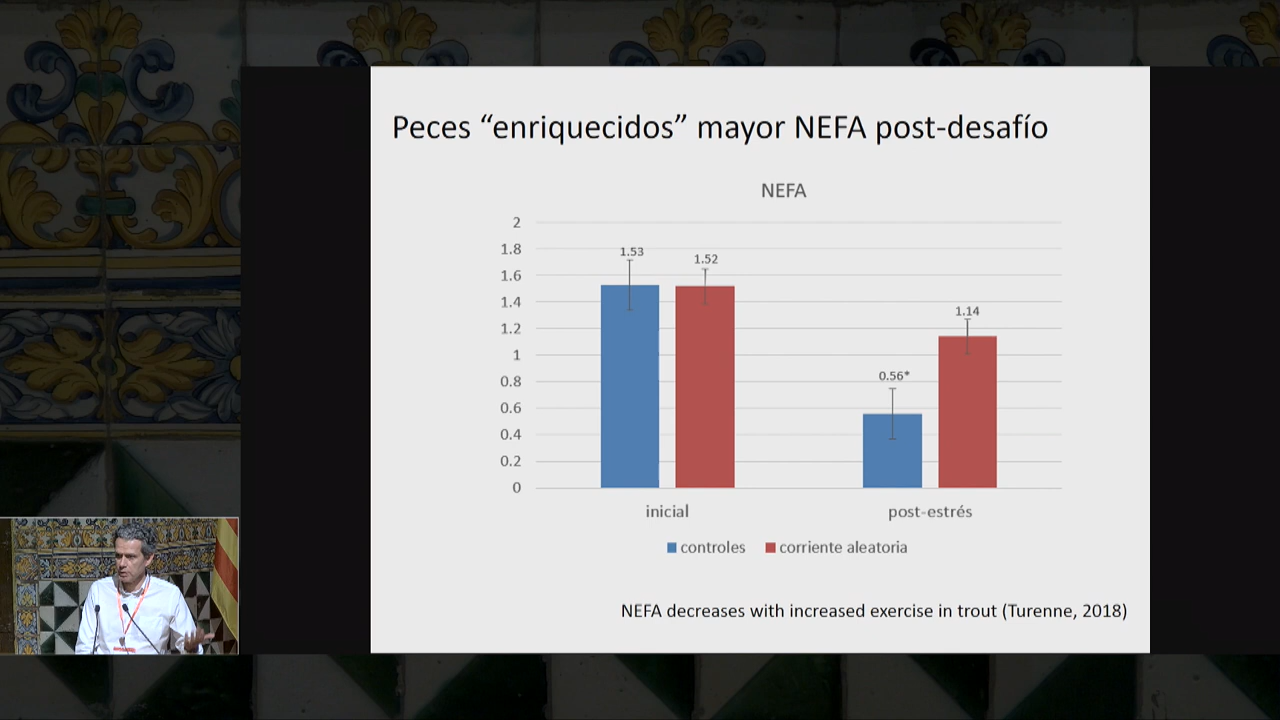 Peces “enriquecidos” mayor NEFA post-desafío
NEFA
2
1.8
1.6
1.4
1.2
1
0.8
0.6
0.4
0.2
0
1.53
1.52
0.56*
1.14
inicial
post-estrés
controles
corriente aleatoria
NEFA decreases with increased exercise in trout (Turenne, 2018)